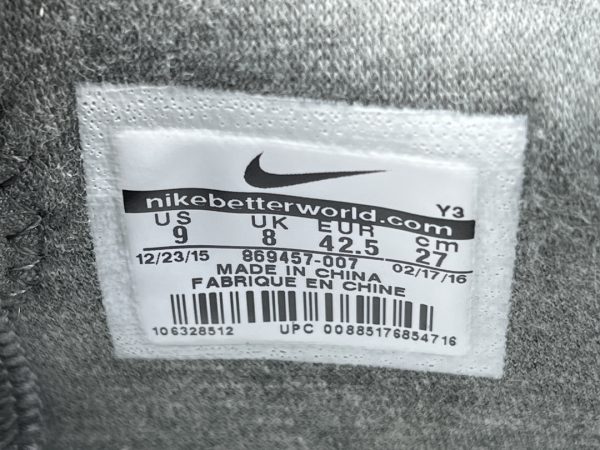 nikebetterworld.com Y3
US UK EUR cm
9 8 42.5 27
12/23/15 869457-007 02/17/16
MADE IN CHINA
FABRIQUE EN CHINE
106328512 UPC 00885176854716